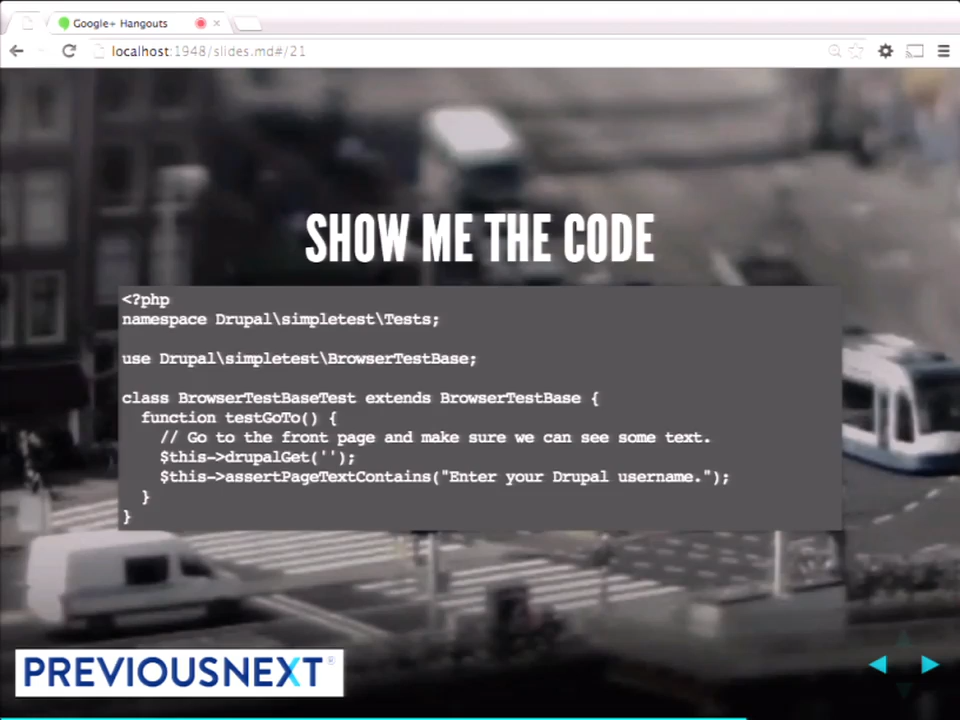 Google+ Hangouts
localhost:1948/slides.md#/21
SHOW ME THE CODE
<?php
namespace Drupal\simpletest\Tests;
use Drupal\simpletest\BrowserTestBase;
class BrowserTestBaseTest extends BrowserTestBase {
function testGoTo() {
// Go to the front page and make sure we can see some text.
$this->drupalGet('');
$this->assertPageTextContains("Enter your Drupal username.");
}
}
PREVIOUSNEXT®